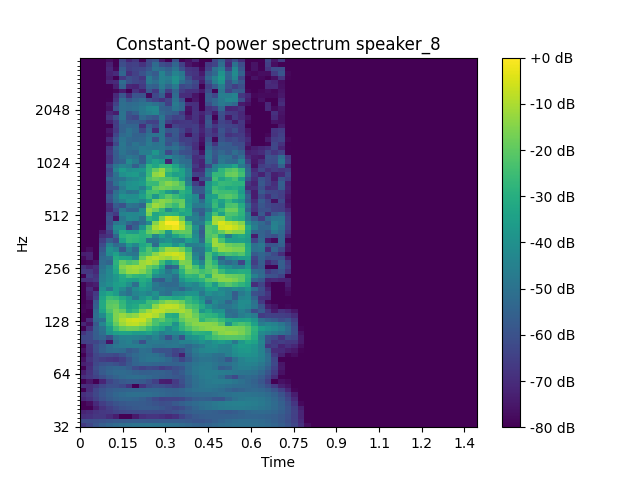 Constant-Q power spectrum speaker_8
+0 dB
-10 dB
-20 dB
-30 dB
-40 dB
-50 dB
-60 dB
-70 dB
-80 dB
Hz
2048
1024
512
256
128
64
32
0 0.15 0.3 0.45 0.6 0.75 0.9 1.1 1.2 1.4
Time